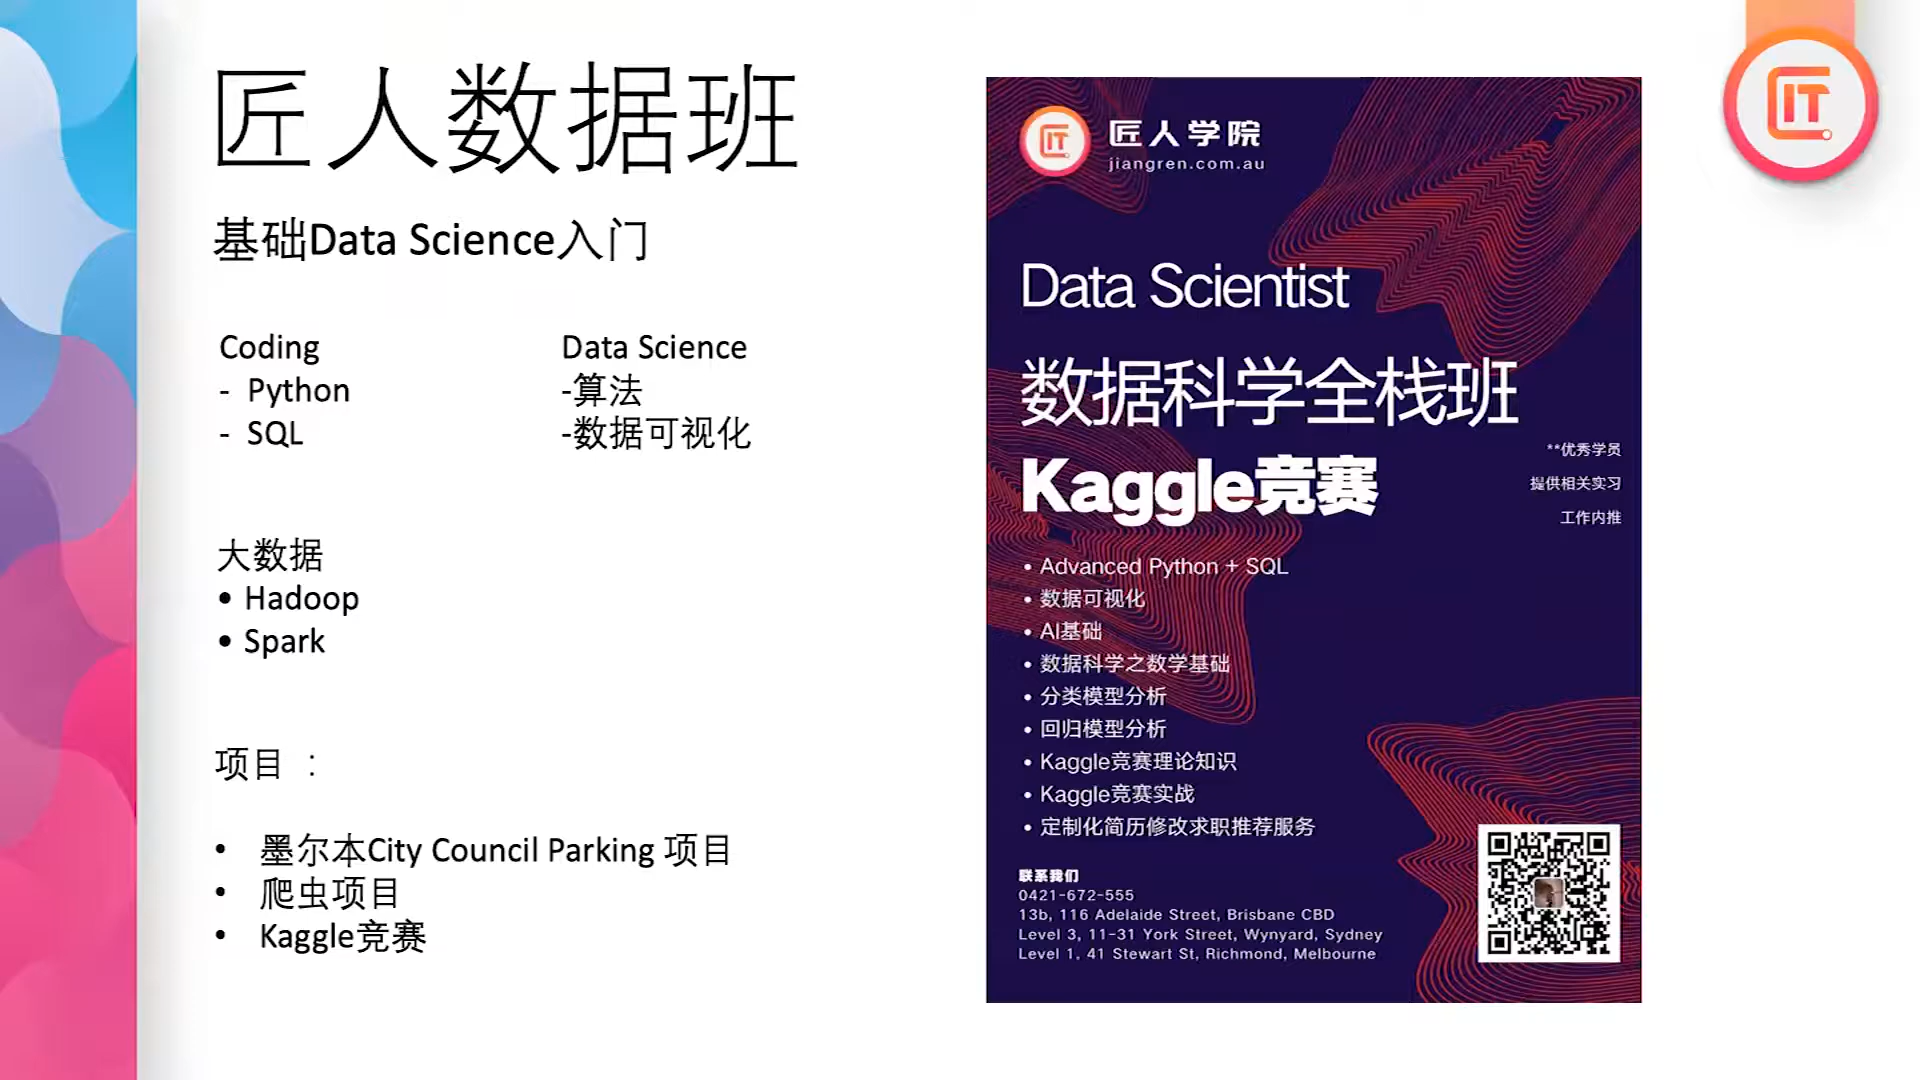 匠人数据班
基础Data Science入门
Coding
- Python
- SQL
Data Science
-算法
-数据可视化
大数据
• Hadoop
• Spark
项目 ：
• 墨尔本City Council Parking 项目
• 爬虫项目
• Kaggle竞赛
IT
匠人学院
jiangren.com.au
Data Scientist
数据科学全栈班
Kaggle竞赛
**优秀学员
提供相关实习
工作内推
• Advanced Python + SQL
• 数据可视化
• AI基础
• 数据科学之数学基础
• 分类模型分析
• 回归模型分析
• Kaggle竞赛理论知识
• Kaggle竞赛实战
• 定制化简历修改求职推荐服务
联系我们
0421-672-555
13b, 116 Adelaide Street, Brisbane CBD
Level 3, 11-31 York Street, Wynyard, Sydney
Level 1, 41 Stewart St, Richmond, Melbourne
IT